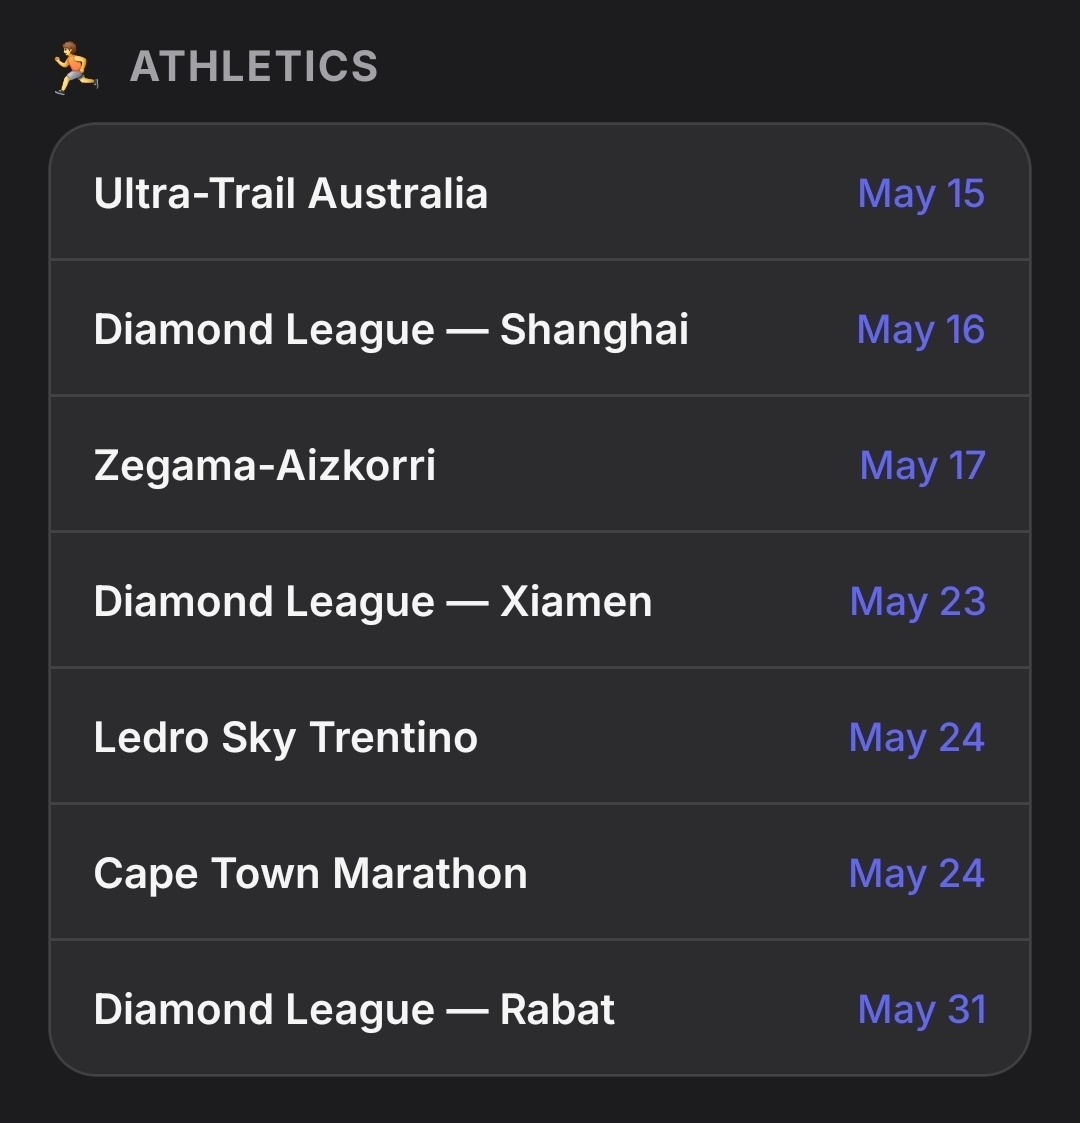 ATHLETICS
Ultra-Trail Australia May 15
Diamond League — Shanghai May 16
Zegama-Aizkorri May 17
Diamond League — Xiamen May 23
Ledro Sky Trentino May 24
Cape Town Marathon May 24
Diamond League — Rabat May 31